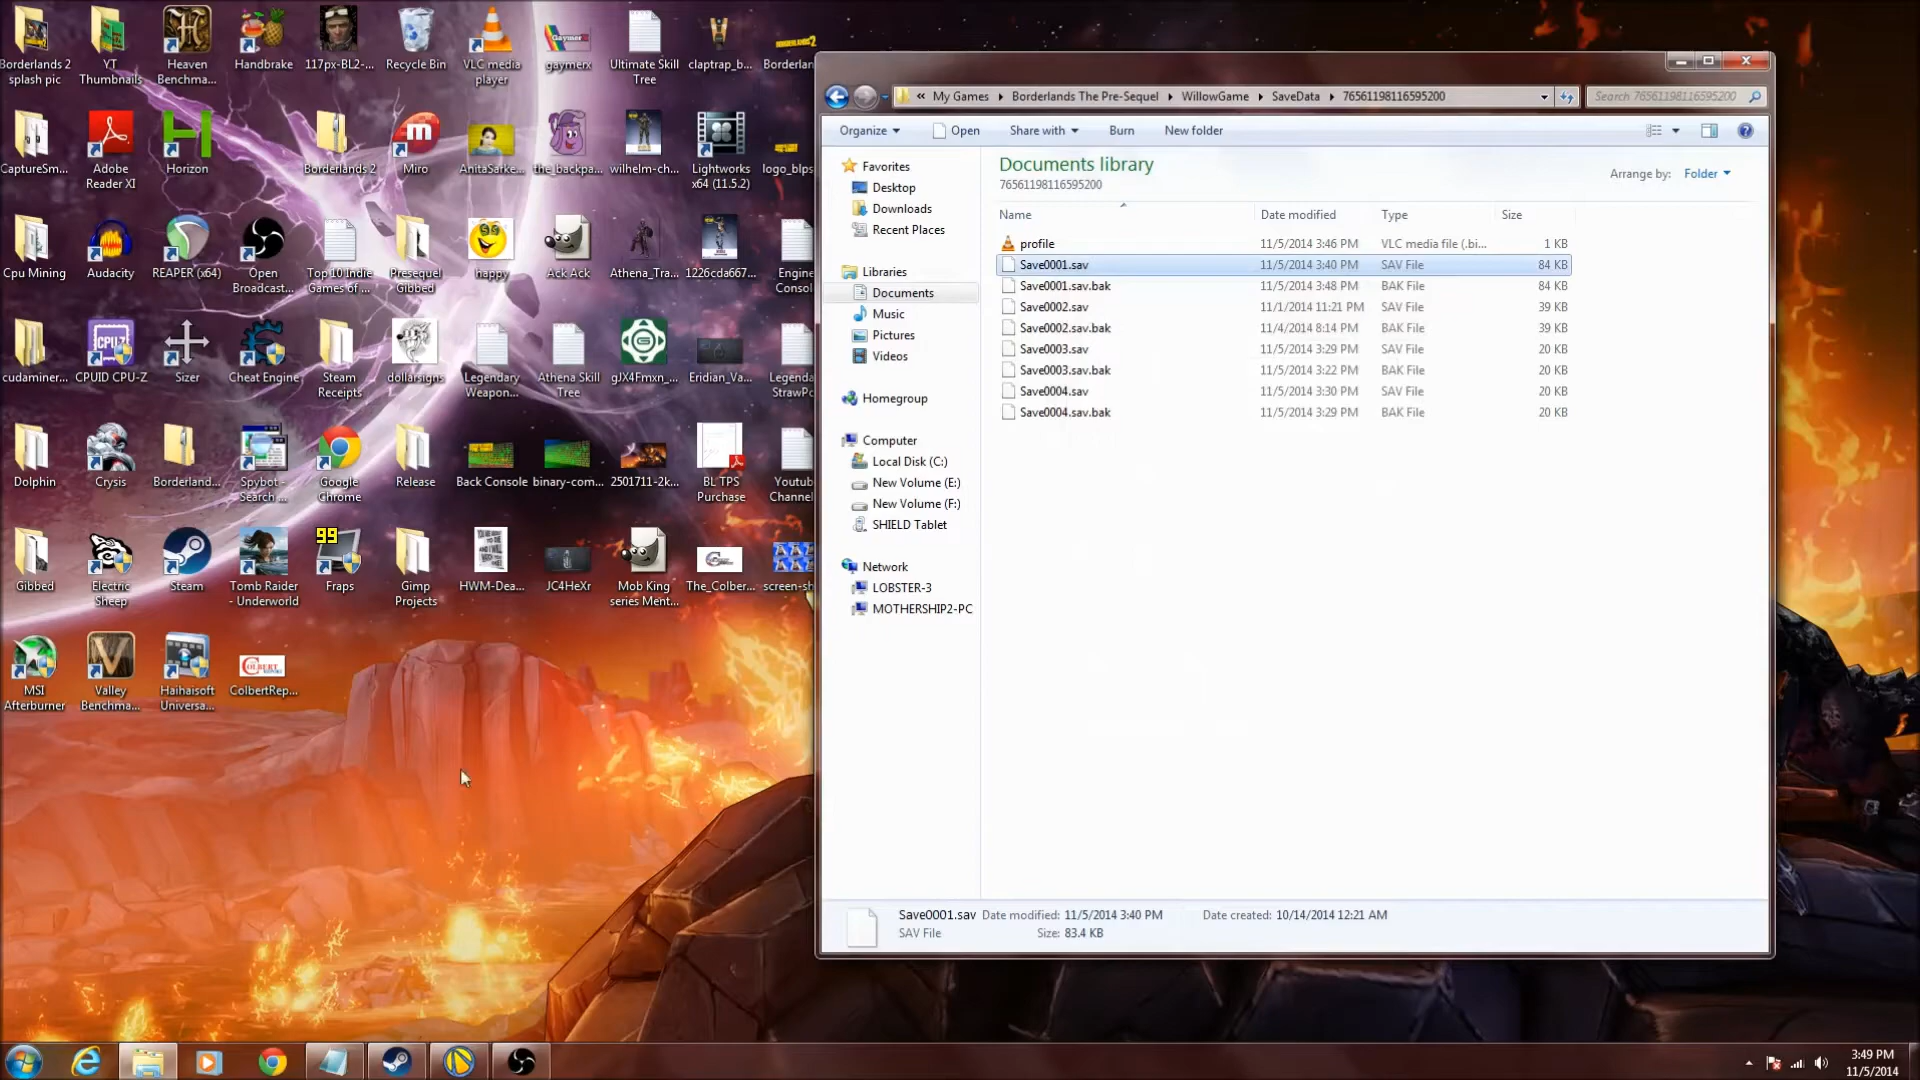 Borderlands 2
splash pic
YT
Thumbnails
Heaven
Benchma...
Handbrake
117px-BL2-...
Recycle Bin
VLC media
player
gaymerx
Ultimate Skill
Tree
claptrap_b...
Borderlan
CaptureSm...
Adobe
Reader XI
Horizon
Borderlands 2
Miro
AnitaSarke...
the_backpa...
wilhelm-ch...
Lightworks
x64 (11.5.2)
logo_blps
Cpu Mining
Audacity
REAPER (x64)
Open
Broadcast...
Top 10 Indie
Games of ...
Presequel
Gibbed
happy
Ack Ack
Athena_Tra...
1226cda667...
Engine
Consol
cudaminer...
CPUID CPU-Z
Sizer
Cheat Engine
Steam
Receipts
dollarsigns
Legendary
Weapon...
Athena Skill
Tree
gJX4Fmxn_...
Eridian_Va...
Legenda
StrawPo
Dolphin
Crysis
Borderland...
Spybot -
Search ...
Google
Chrome
Release
Back Console
binary-com...
2501711-2k...
BL TPS
Purchase
Youtub
Channel
Gibbed
Electric
Sheep
Steam
Tomb Raider
- Underworld
99
Fraps
Gimp
Projects
HWM-Dea...
JC4HeXr
Mob King
series Ment...
The_Colber...
screen-sh
MSI
Afterburner
Valley
Benchma...
Haihaisoft
Universa...
ColbertRep...
« My Games Borderlands The Pre-Sequel WillowGame SaveData 76561198116595200
Search 76561198116595200
Organize Open Share with Burn New folder
Favorites
Desktop
Downloads
Recent Places
Libraries
Documents
Music
Pictures
Videos
Homegroup
Computer
Local Disk (C:)
New Volume (E:)
New Volume (F:)
SHIELD Tablet
Network
LOBSTER-3
MOTHERSHIP2-PC
Documents library
76561198116595200
Arrange by: Folder
Name Date modified Type Size
profile 11/5/2014 3:46 PM VLC media file (.bi... 1 KB
Save0001.sav 11/5/2014 3:40 PM SAV File 84 KB
Save0001.sav.bak 11/5/2014 3:48 PM BAK File 84 KB
Save0002.sav 11/1/2014 11:21 PM SAV File 39 KB
Save0002.sav.bak 11/4/2014 8:14 PM BAK File 39 KB
Save0003.sav 11/5/2014 3:29 PM SAV File 20 KB
Save0003.sav.bak 11/5/2014 3:22 PM BAK File 20 KB
Save0004.sav 11/5/2014 3:30 PM SAV File 20 KB
Save0004.sav.bak 11/5/2014 3:29 PM BAK File 20 KB
Save0001.sav Date modified: 11/5/2014 3:40 PM Date created: 10/14/2014 12:21 AM
SAV File Size: 83.4 KB
3:49 PM
11/5/2014